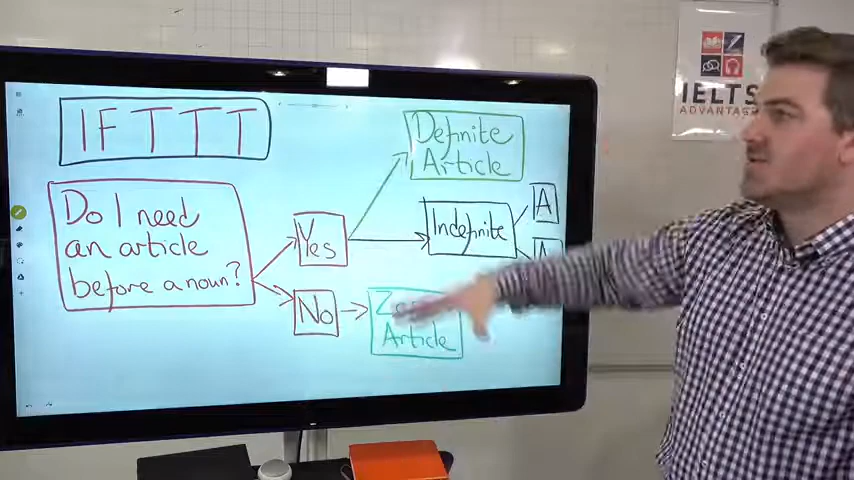 IFTTT
Do I need
an article
before a noun?
Yes
No
Definite
Article
Indefinite
A
A
Article
IELTS
ADVANTAGE